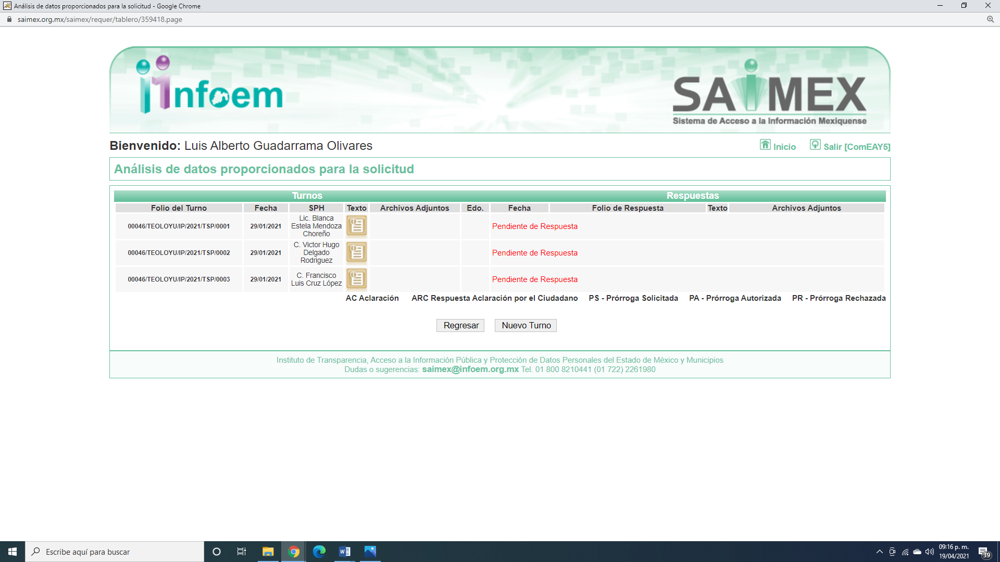 Análisis de datos proporcionados para la solicitud - Google Chrome
saimex.org.mx/saimex/requer/tablero/359418.page
infoem
SAIMEX
Sistema de Acceso a la Información Mexiquense
Bienvenido: Luis Alberto Guadarrama Olivares
Inicio Salir [ComEAY5]
Análisis de datos proporcionados para la solicitud
Turnos Respuestas
Folio del Turno Fecha SPH Texto Archivos Adjuntos Edo. Fecha Folio de Respuesta Texto Archivos Adjuntos
00046/TEOLOYU/IP/2021/TSP/0001 29/01/2021 Lic. Blanca
Estela Mendoza
Choreño
Pendiente de Respuesta
00046/TEOLOYU/IP/2021/TSP/0002 29/01/2021 C. Victor Hugo
Delgado
Rodriguez
Pendiente de Respuesta
00046/TEOLOYU/IP/2021/TSP/0003 29/01/2021 C. Francisco
Luis Cruz López
Pendiente de Respuesta
AC Aclaración ARC Respuesta Aclaración por el Ciudadano PS - Prórroga Solicitada PA - Prórroga Autorizada PR - Prórroga Rechazada
Regresar Nuevo Turno
Instituto de Transparencia, Acceso a la Información Pública y Protección de Datos Personales del Estado de México y Municipios
Dudas o sugerencias: saimex@infoem.org.mx Tel. 01 800 8210441 (01 722) 2261980
Escribe aquí para buscar
09:16 p. m.
19/04/2021
39